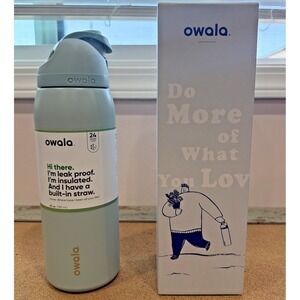 owala
24
Hi there.
I'm leak proof.
I'm insulated.
And I have a
built-in straw.
owala
owala
Do
More
of
What
You Lov